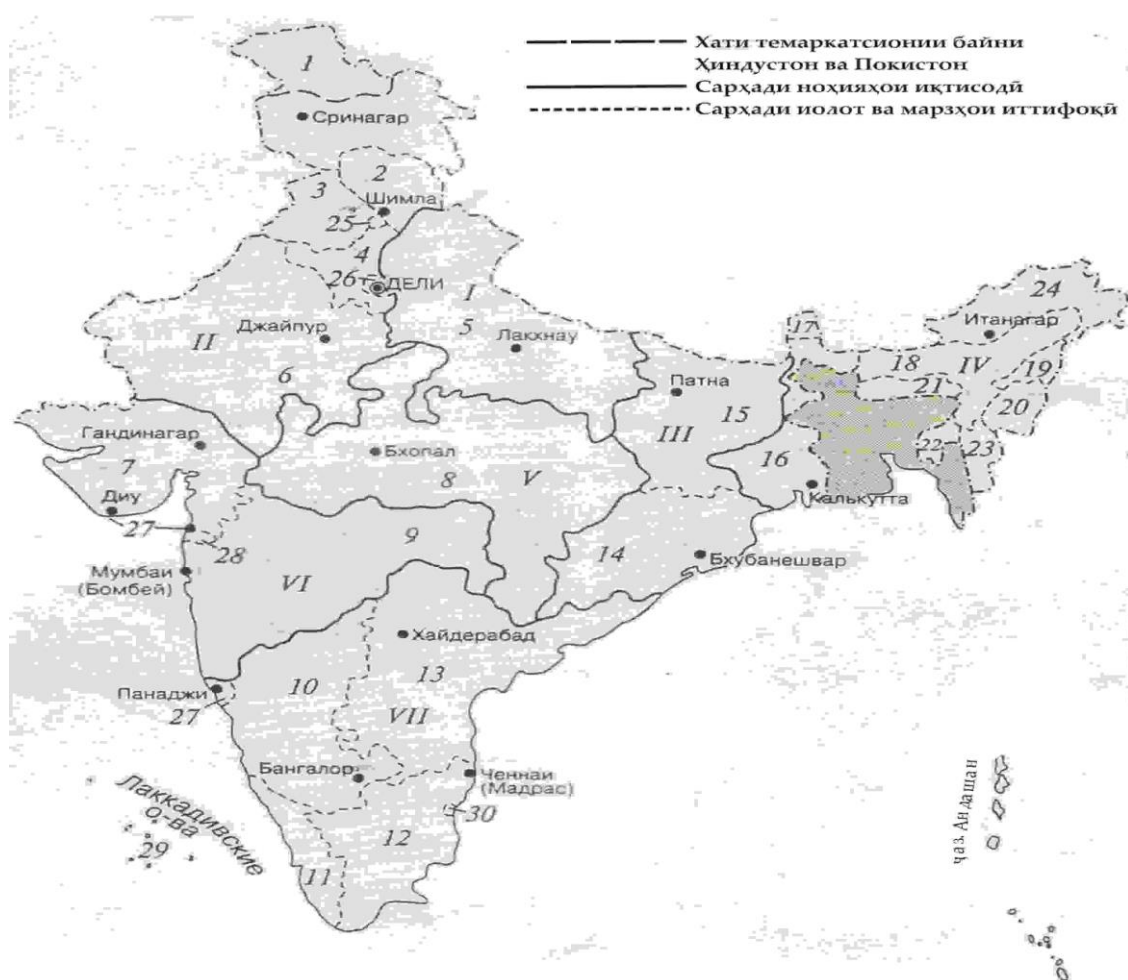 Хати темаркатсионии байни
Ҳиндустон ва Покистон
Сарҳади ноҳияҳои иқтисодӣ
Сарҳади иолот ва марзҳои иттифоқӣ
1
Сринагар
2
3
Шимла
25
4
26
ДЕЛИ
I
5
24
Итанагар
Джайпур
II
Лакхнау
17
18
IV
19
6
Патна
21
15
20
Гандинагар
Бхопал
III
7
8
V
16
22
23
Диу
Калькутта
27
9
28
14
Бхубанешвар
Мумбаи
(Бомбей)
VI
Хайдерабад
13
10
Панаджи
27
VII
Бангалор
Ченнаи
(Мадрас)
30
Лаккадивские
о-ва
29
12
11
ҷаз. Андашан